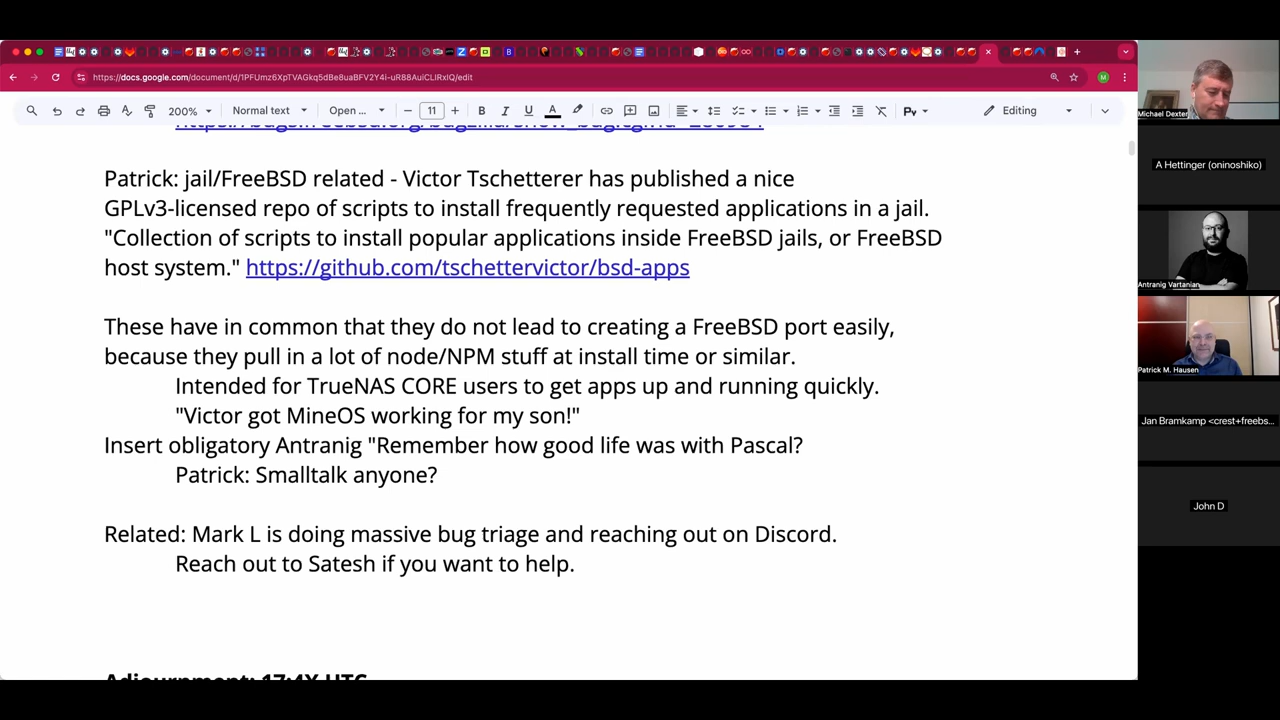 https://docs.google.com/document/d/1PFUmz6XpTVAGkq5dBe8uaBFV2Y4i-uR88AuiCLIRxIQ/edit
200%
Normal text
Open ...
11
Editing
Patrick: jail/FreeBSD related - Victor Tschetterer has published a nice
GPLv3-licensed repo of scripts to install frequently requested applications in a jail.
"Collection of scripts to install popular applications inside FreeBSD jails, or FreeBSD
host system." https://github.com/tschettervictor/bsd-apps
These have in common that they do not lead to creating a FreeBSD port easily,
because they pull in a lot of node/NPM stuff at install time or similar.
Intended for TrueNAS CORE users to get apps up and running quickly.
"Victor got MineOS working for my son!"
Insert obligatory Antranig "Remember how good life was with Pascal?
Patrick: Smalltalk anyone?
Related: Mark L is doing massive bug triage and reaching out on Discord.
Reach out to Satesh if you want to help.
Adjournment: 17:4X UTC
Michael Dexter
A Hettinger (oninoshiko)
Antranig Vartanian
Patrick M. Hausen
Jan Bramkamp <crest+freebs...
John D